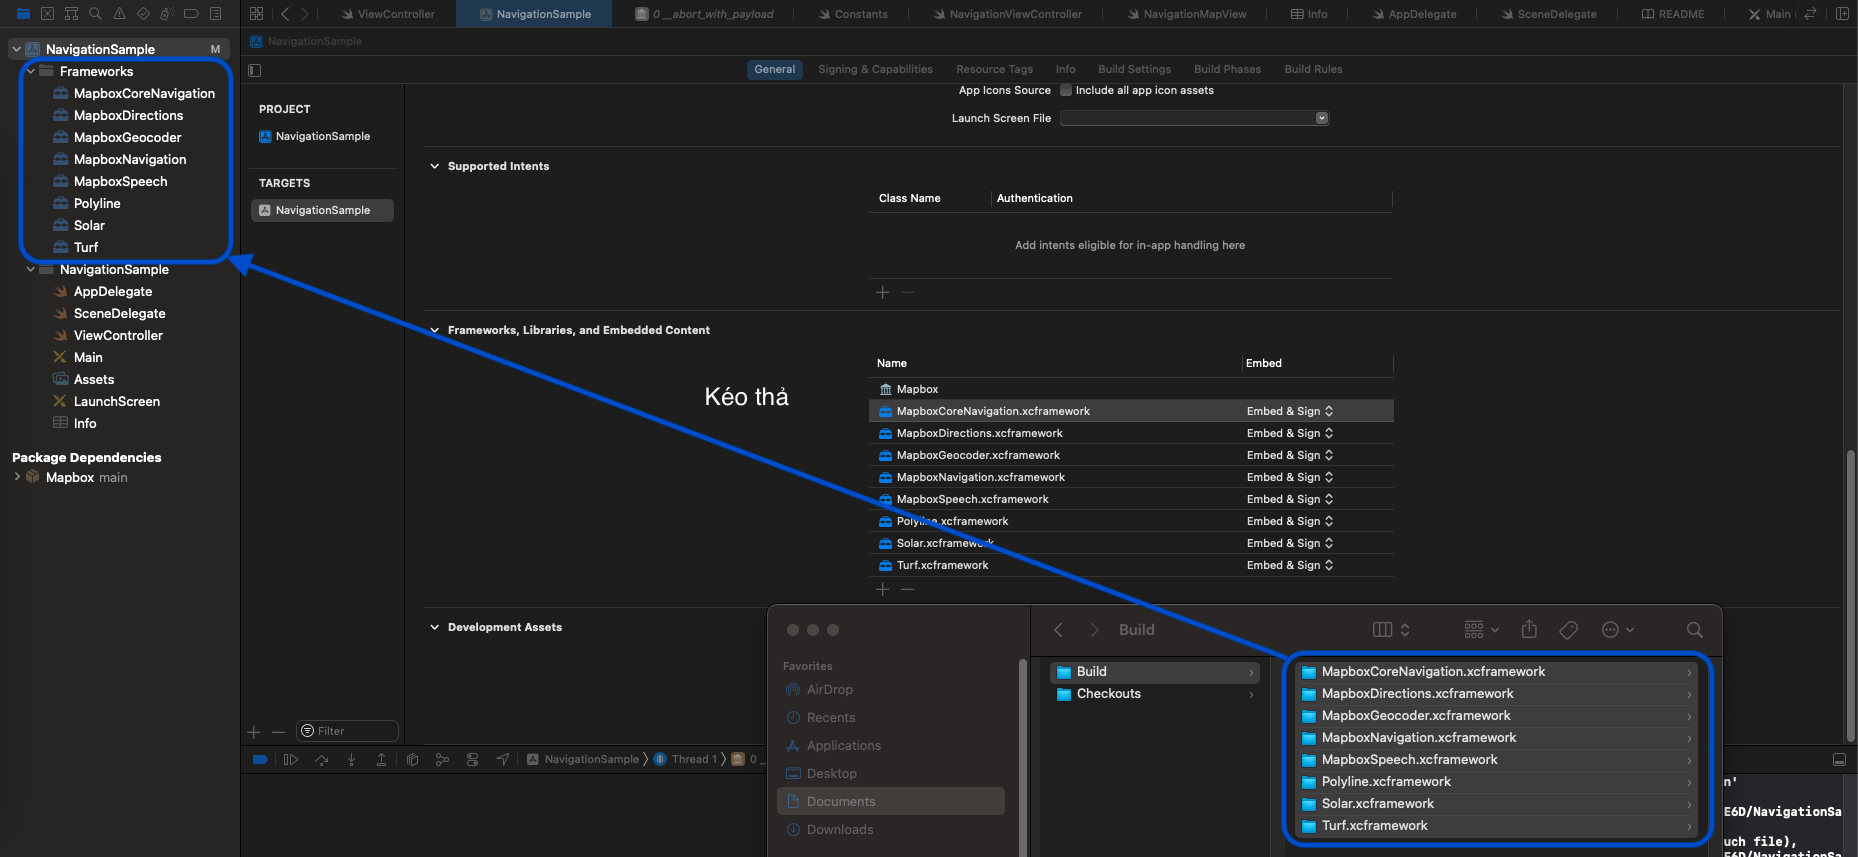 ViewController
NavigationSample
0 __abort_with_payload
Constants
NavigationViewController
NavigationMapView
Info
AppDelegate
SceneDelegate
README
Main
NavigationSample M
Frameworks
MapboxCoreNavigation
MapboxDirections
MapboxGeocoder
MapboxNavigation
MapboxSpeech
Polyline
Solar
Turf
NavigationSample
AppDelegate
SceneDelegate
ViewController
Main
Assets
LaunchScreen
Info
Package Dependencies
Mapbox main
NavigationSample
General
Signing & Capabilities
Resource Tags
Info
Build Settings
Build Phases
Build Rules
PROJECT
NavigationSample
TARGETS
NavigationSample
Filter
App Icons Source
Include all app icon assets
Launch Screen File
Supported Intents
Class Name
Authentication
Add intents eligible for in-app handling here
Frameworks, Libraries, and Embedded Content
Kéo thả
Name Embed
Mapbox
MapboxCoreNavigation.xcframework Embed & Sign
MapboxDirections.xcframework Embed & Sign
MapboxGeocoder.xcframework Embed & Sign
MapboxNavigation.xcframework Embed & Sign
MapboxSpeech.xcframework Embed & Sign
Polyline.xcframework Embed & Sign
Solar.xcframework Embed & Sign
Turf.xcframework Embed & Sign
Development Assets
NavigationSample
Thread 1
0 _
Build
Favorites
AirDrop
Recents
Applications
Desktop
Documents
Downloads
Build
Checkouts
MapboxCoreNavigation.xcframework
MapboxDirections.xcframework
MapboxGeocoder.xcframework
MapboxNavigation.xcframework
MapboxSpeech.xcframework
Polyline.xcframework
Solar.xcframework
Turf.xcframework
n'
E6D/NavigationSa
uch file),
E6D/NavigationSa